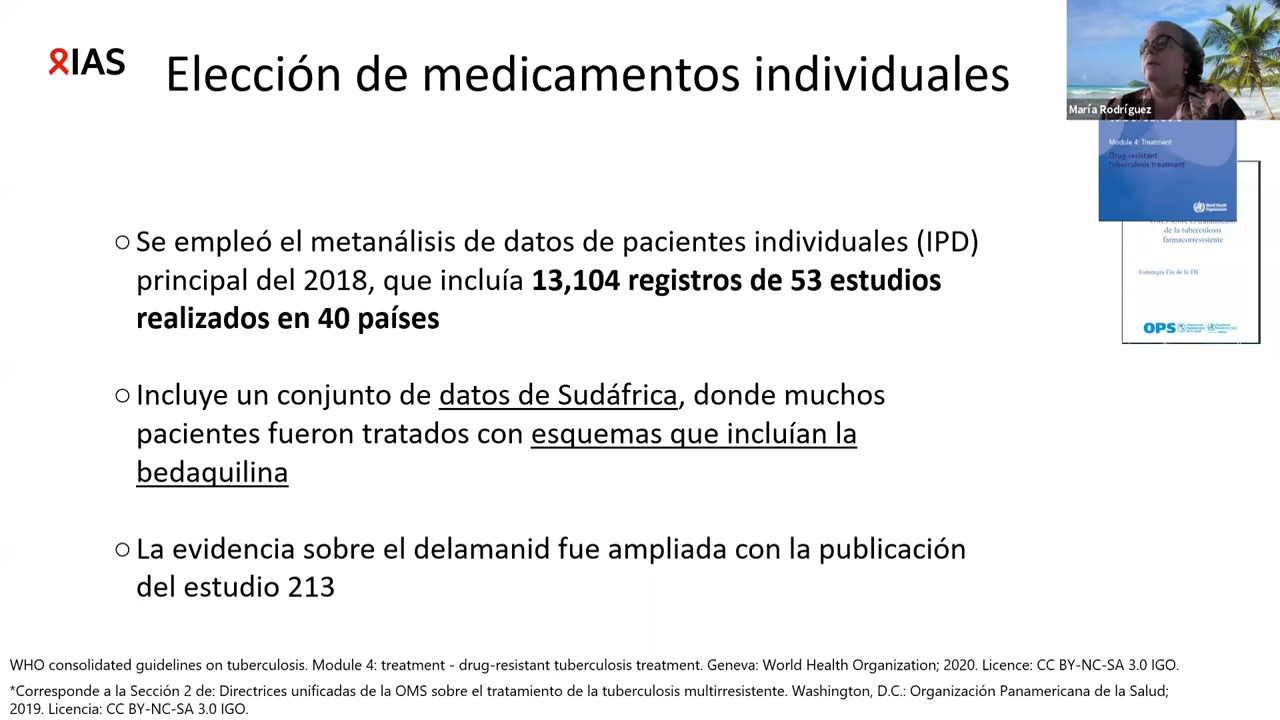 IAS
Elección de medicamentos individuales
María Rodríguez
Module 4: Treatment
Drug-resistant
tuberculosis treatment
World Health
Organization
de la tuberculosis
farmacorresistente
Estrategia Fin de la TB
OPS
○ Se empleó el metanálisis de datos de pacientes individuales (IPD)
principal del 2018, que incluía 13,104 registros de 53 estudios
realizados en 40 países
○ Incluye un conjunto de datos de Sudáfrica, donde muchos
pacientes fueron tratados con esquemas que incluían la
bedaquilina
○ La evidencia sobre el delamanid fue ampliada con la publicación
del estudio 213
WHO consolidated guidelines on tuberculosis. Module 4: treatment - drug-resistant tuberculosis treatment. Geneva: World Health Organization; 2020. Licence: CC BY-NC-SA 3.0 IGO.
*Corresponde a la Sección 2 de: Directrices unificadas de la OMS sobre el tratamiento de la tuberculosis multirresistente. Washington, D.C.: Organización Panamericana de la Salud;
2019. Licencia: CC BY-NC-SA 3.0 IGO.